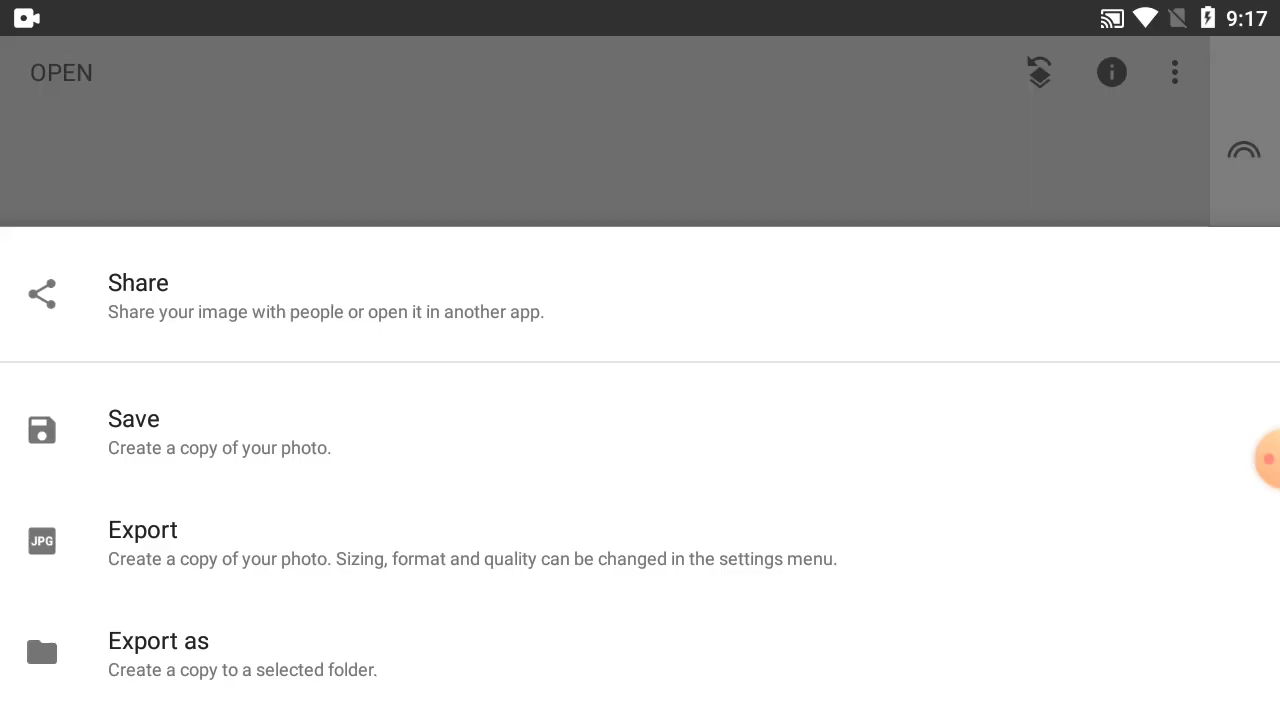 9:17
OPEN
Share
Share your image with people or open it in another app.
Save
Create a copy of your photo.
JPG
Export
Create a copy of your photo. Sizing, format and quality can be changed in the settings menu.
Export as
Create a copy to a selected folder.